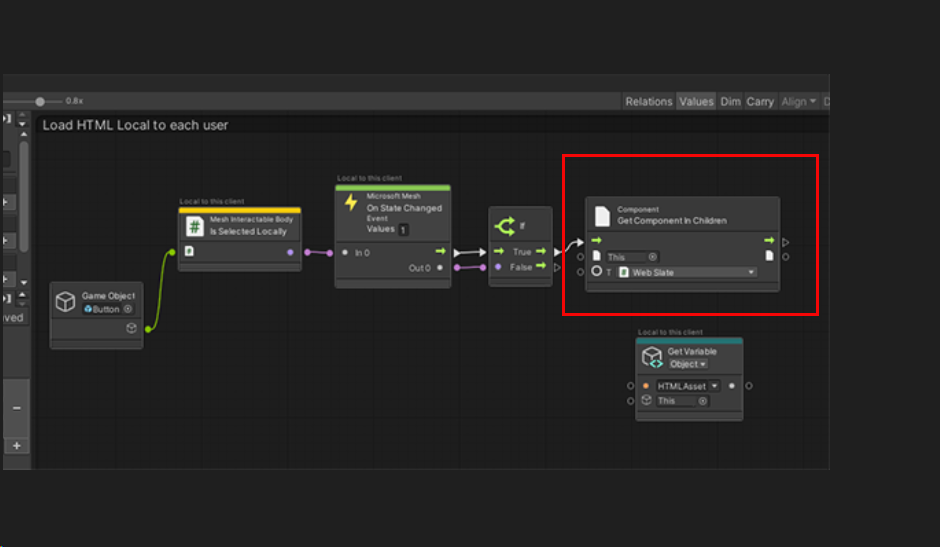 0.8x
Relations Values Dim Carry Align
Load HTML Local to each user
Game Object
Button
Local to this client
Mesh Interactable Body
Is Selected Locally
Local to this client
Microsoft Mesh
On State Changed
Event
Values 1
In 0
Out 0
If
True
False
Component
Get Component In Children
This
T # Web Slate
Local to this client
Get Variable
Object
HTMLAsset
This